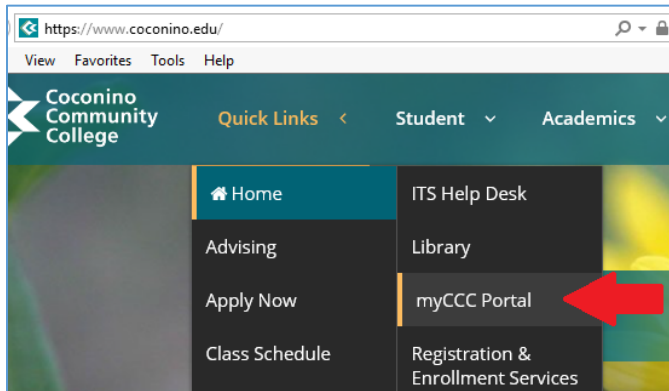 https://www.coconino.edu/
View Favorites Tools Help
Coconino
Community
College
Quick Links Student Academics
Home
ITS Help Desk
Advising
Library
Apply Now
myCCC Portal
Class Schedule
Registration &
Enrollment Services